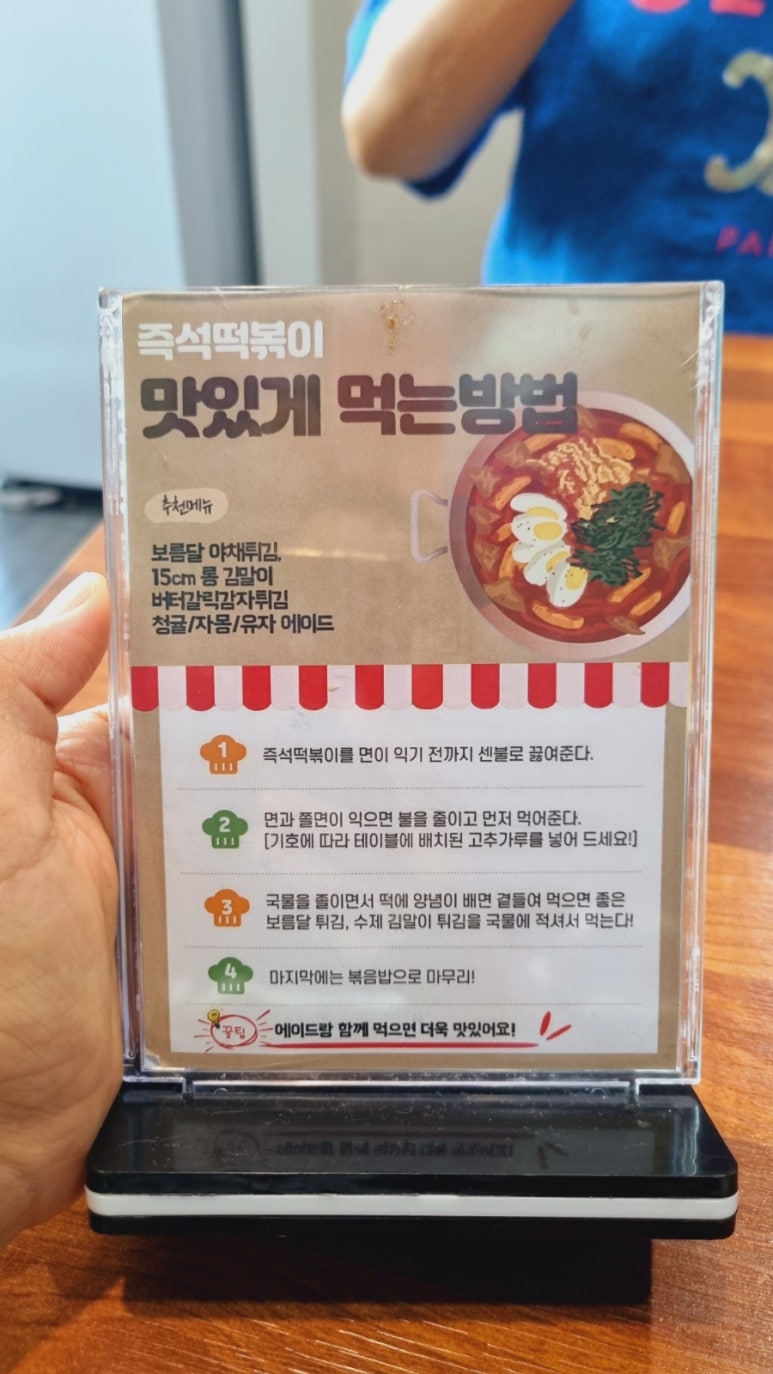 즉석떡볶이
맛있게 먹는방법
추천메뉴
보름달 야채튀김,
15cm 롱 김말이
버터갈릭감자튀김
청귤/자몽/유자 에이드
1 즉석떡볶이를 면이 익기 전까지 센불로 끓여준다.
2 면과 쫄면이 익으면 불을 줄이고 먼저 먹어준다.
[기호에 따라 테이블에 배치된 고추가루를 넣어 드세요!]
3 국물을 졸이면서 떡에 양념이 배면 곁들여 먹으면 좋은
보름달 튀김, 수제 김말이 튀김을 국물에 적셔서 먹는다!
4 마지막에는 볶음밥으로 마무리!
꿀팁 에이드랑 함께 먹으면 더욱 맛있어요!